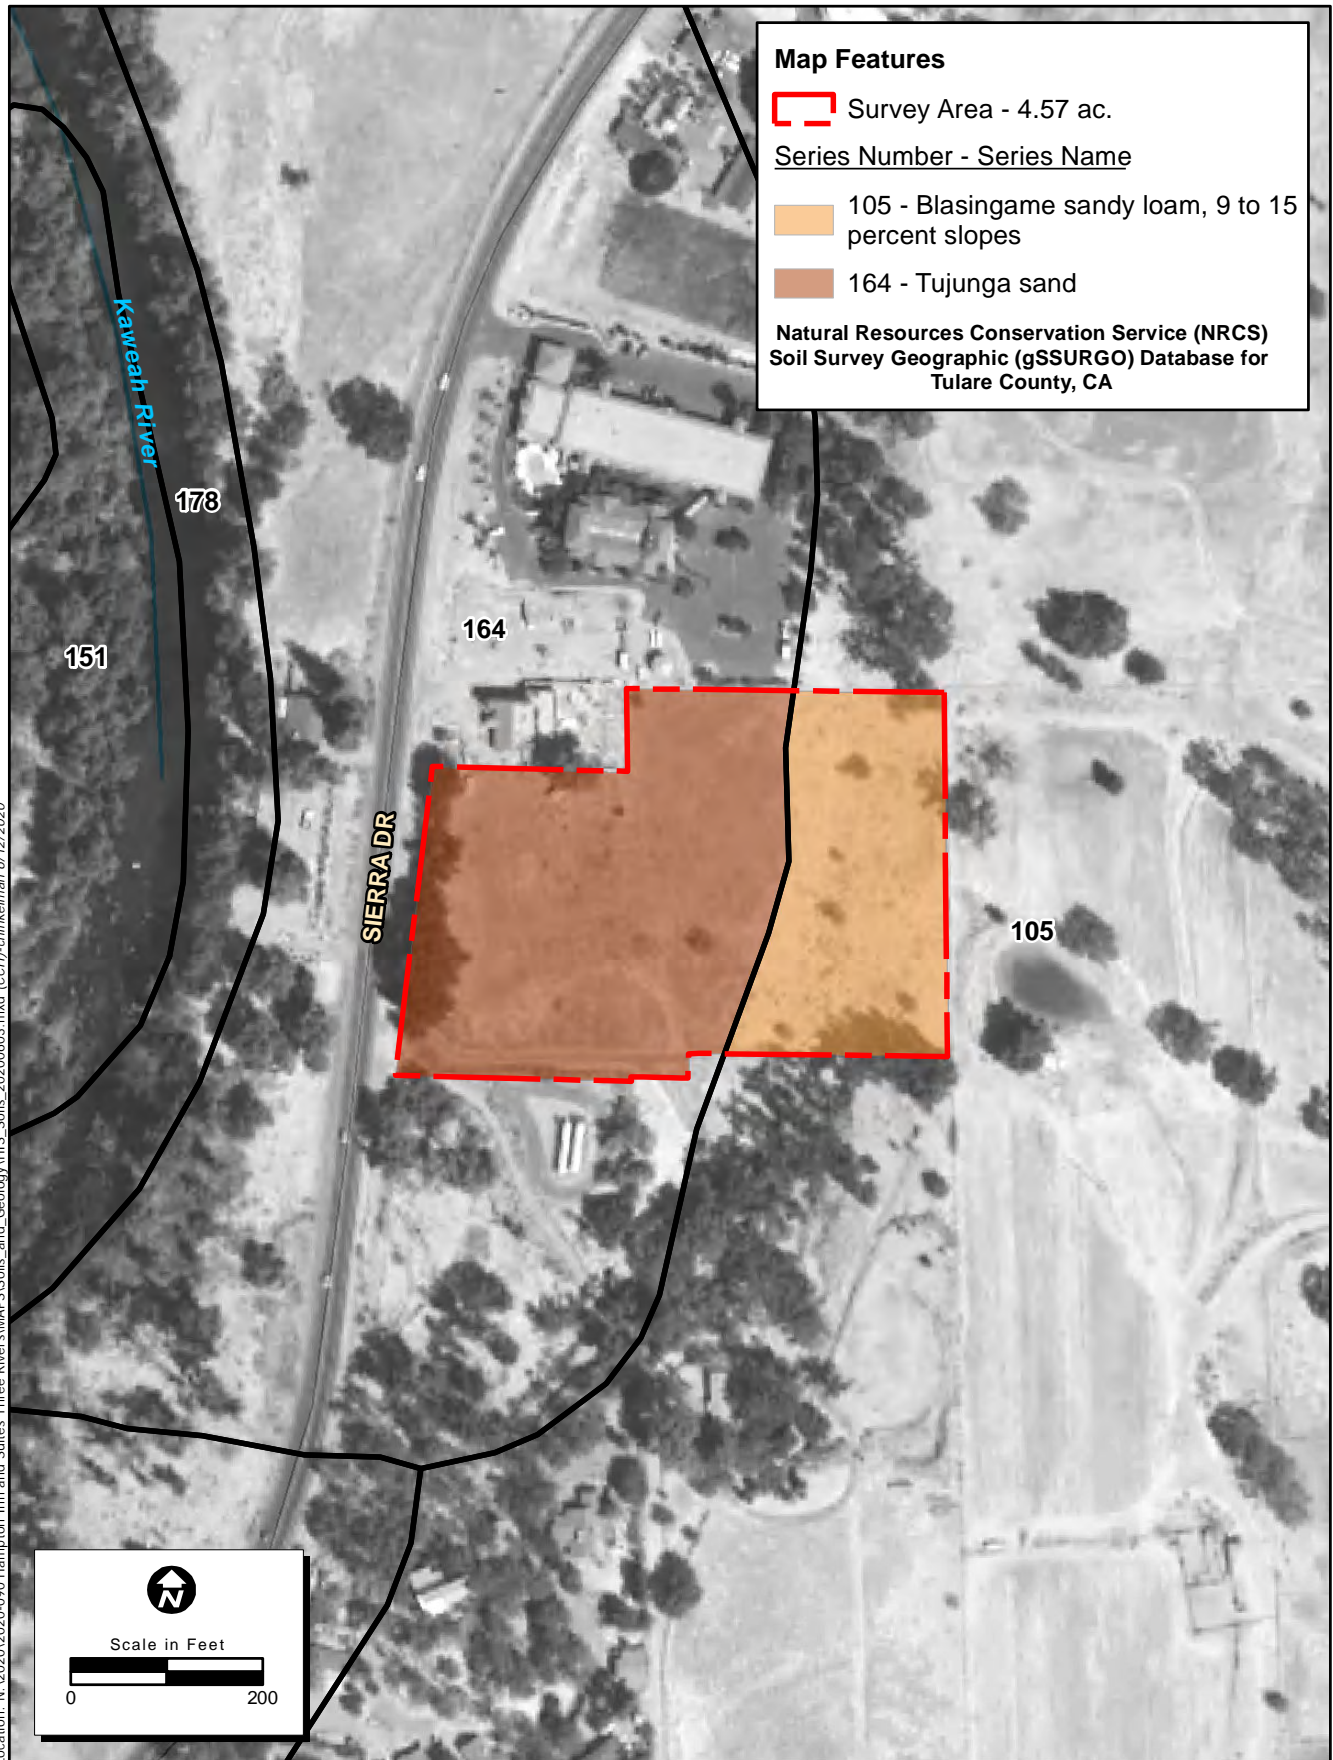 Map Features
Survey Area - 4.57 ac.
Series Number - Series Name
105 - Blasingame sandy loam, 9 to 15
percent slopes
164 - Tujunga sand
Natural Resources Conservation Service (NRCS)
Soil Survey Geographic (gSSURGO) Database for
Tulare County, CA
Kaweah River
178
151
164
SIERRA DR
105
N
Scale in Feet
0 200